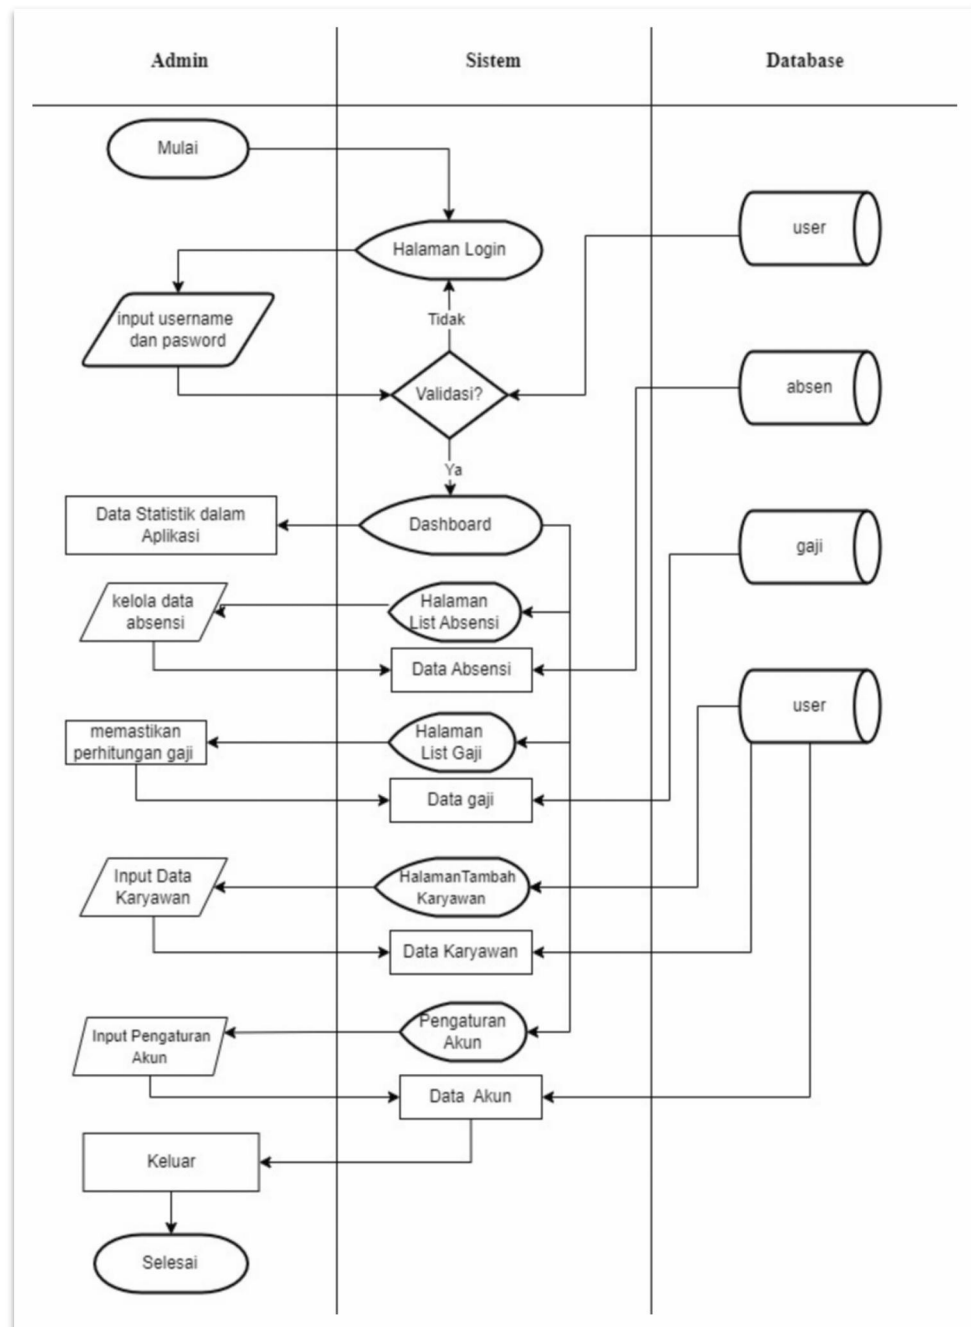 Admin
Sistem
Database
Mulai
Halaman Login
user
input username
dan pasword
Tidak
Validasi?
absen
Ya
Data Statistik dalam
Aplikasi
Dashboard
gaji
kelola data
absensi
Halaman
List Absensi
Data Absensi
user
memastikan
perhitungan gaji
Halaman
List Gaji
Data gaji
Input Data
Karyawan
HalamanTambah
Karyawan
Data Karyawan
Input Pengaturan
Akun
Pengaturan
Akun
Data Akun
Keluar
Selesai